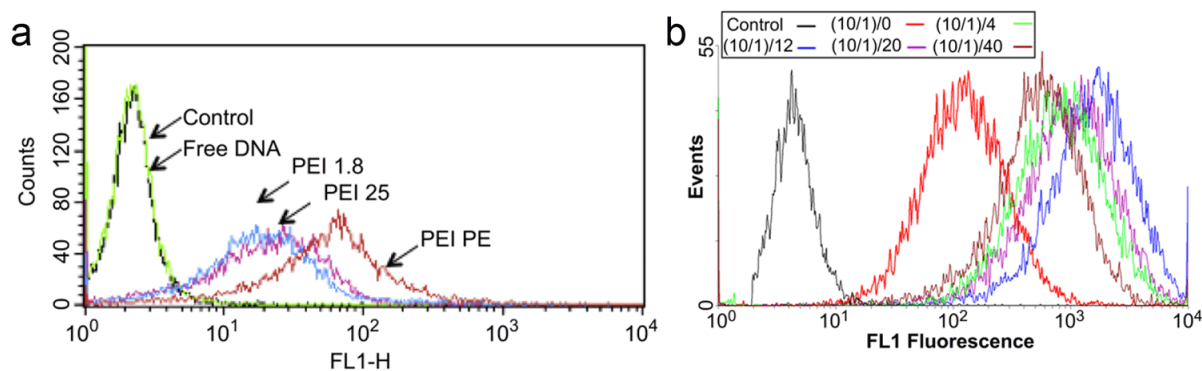 a
200
160
120
80
40
0
Counts
Control
Free DNA
PEI 1.8
PEI 25
PEI PE
10^0 10^1 10^2 10^3 10^4
FL1-H
b
Control (10/1)/0 (10/1)/4
(10/1)/12 (10/1)/20 (10/1)/40
55
0
Events
10^0 10^1 10^2 10^3 10^4
FL1 Fluorescence